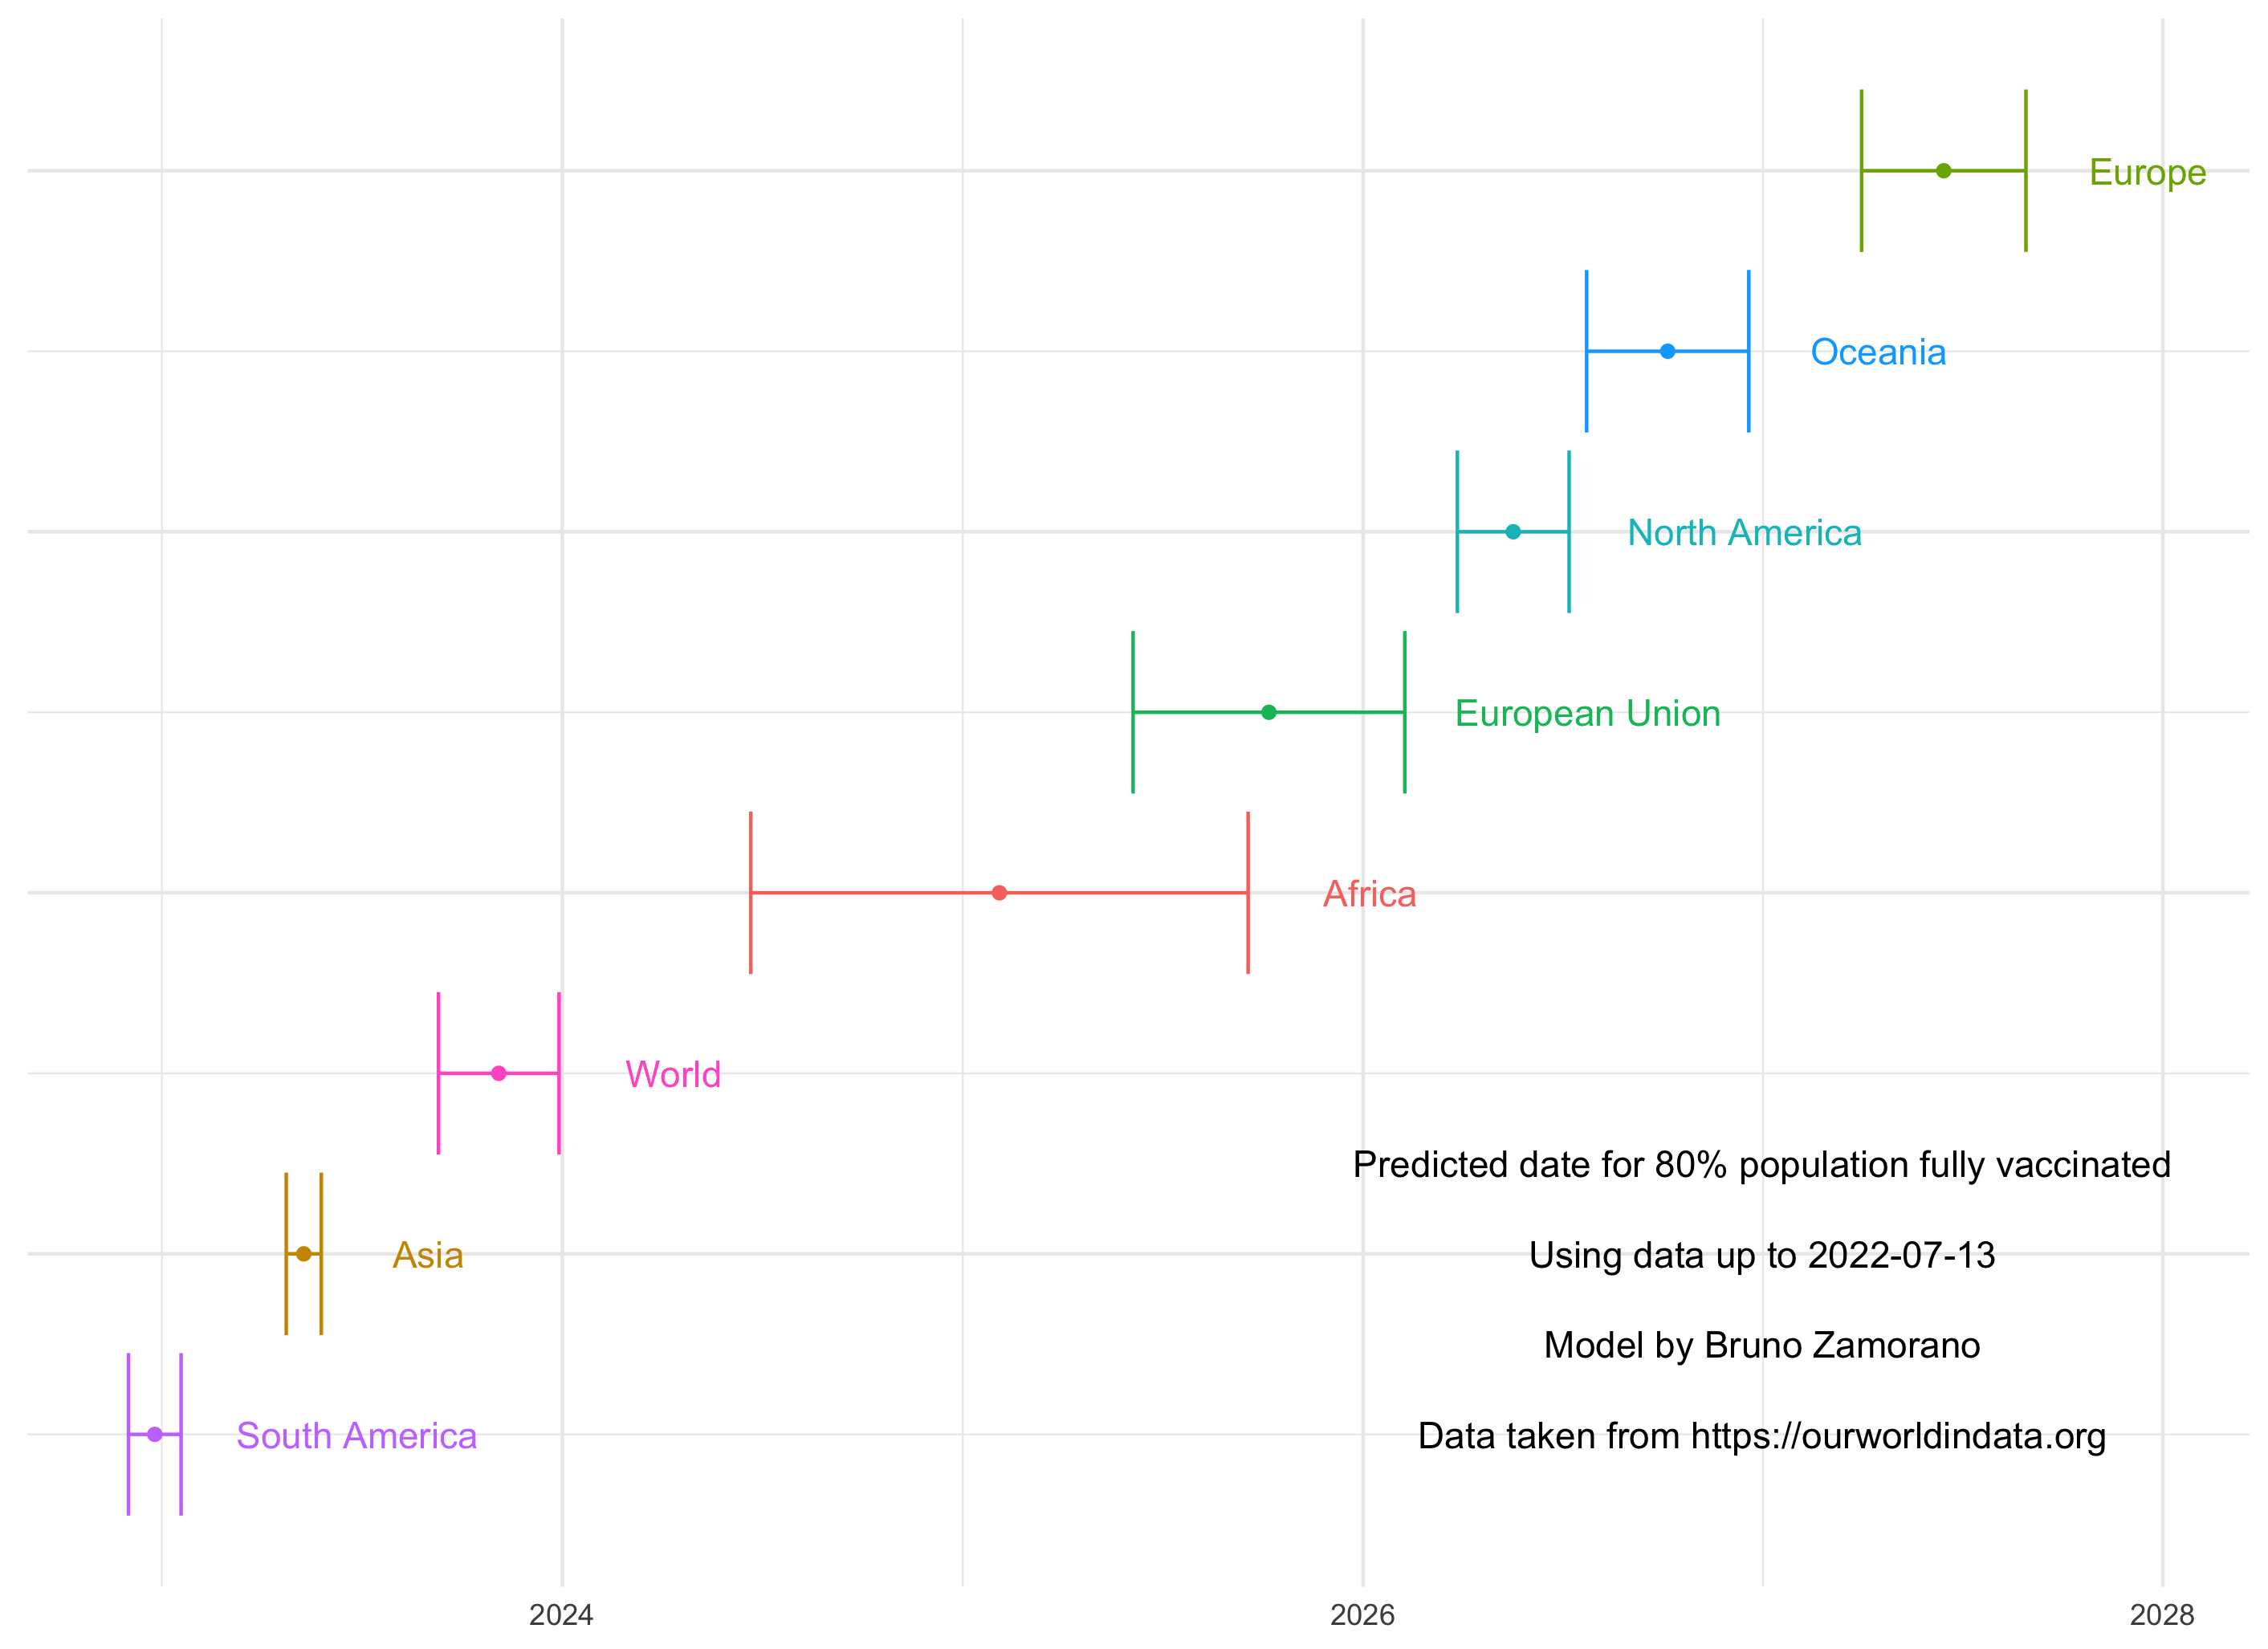 Europe
Oceania
North America
European Union
Africa
World
Predicted date for 80% population fully vaccinated
Asia
Using data up to 2022-07-13
Model by Bruno Zamorano
South America
Data taken from https://ourworldindata.org
2024
2026
2028